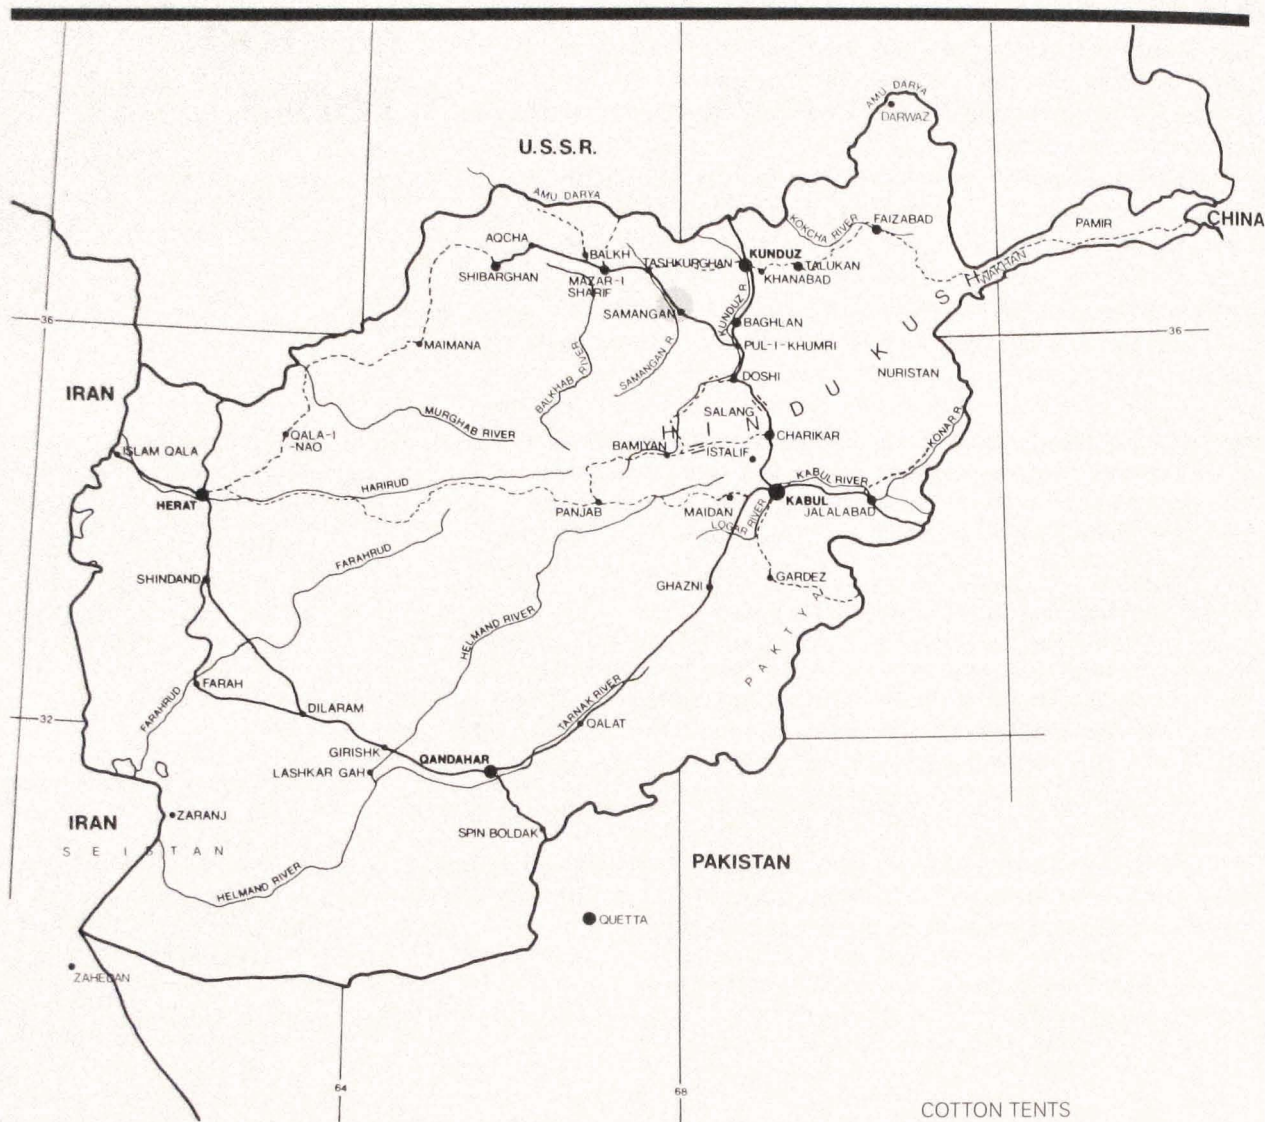 AMU DARYA
DARWAZ
U.S.S.R.
AMU DARYA
KOKCHA RIVER
FAIZABAD
PAMIR
CHINA
AQCHA
BALKH
TASHKURGHAN
KUNDUZ
TALUKAN
WAKHAN
SHIBARGHAN
MAZAR-I
SHARIF
KHANABAD
SAMANGAN
KUNDUZ R.
BAGHLAN
36
36
MAIMANA
PUL-I-KHUMRI
BALKHAB RIVER
SAMANGAN R.
DOSHI
NURISTAN
HINDU KUSH
IRAN
MURGHAB RIVER
SALANG
KONAR R.
QALA-I
-NAO
CHARIKAR
ISLAM QALA
BAMIYAN
ISTALIF
HARIRUD
KABUL RIVER
HERAT
PANJAB
MAIDAN
KABUL
JALALABAD
LOGAR RIVER
FARAHRUD
SHINDAND
GHAZNI
GARDEZ
PAKTYA
HELMAND RIVER
FARAH
FARAHRUD
TARNAK RIVER
32
DILARAM
QALAT
GIRISHK
QANDAHAR
LASHKAR GAH
IRAN
ZARANJ
SEISTAN
SPIN BOLDAK
PAKISTAN
HELMAND RIVER
QUETTA
ZAHEDAN
64
68
COTTON TENTS